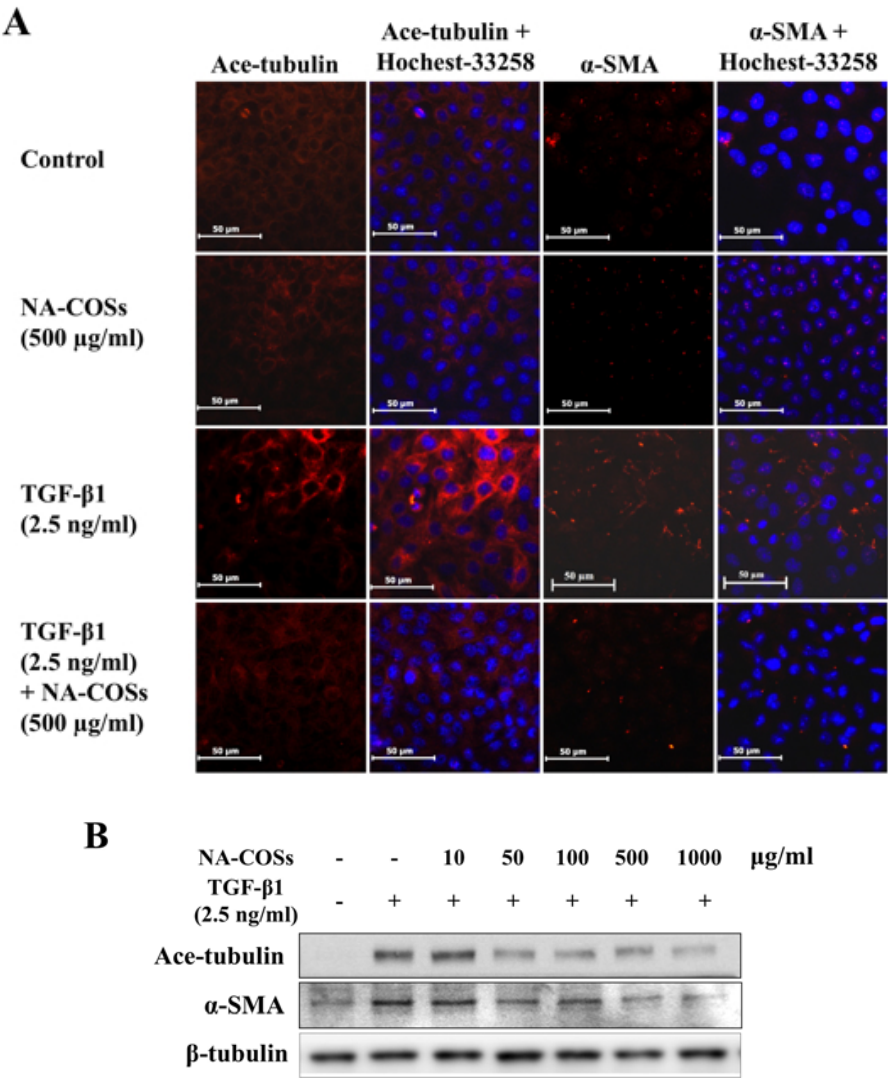 A
Ace-tubulin
Ace-tubulin +
Hochest-33258
α-SMA
α-SMA +
Hochest-33258
Control
50 μm
50 μm
50 μm
50 μm
NA-COSs
(500 μg/ml)
50 μm
50 μm
50 μm
50 μm
TGF-β1
(2.5 ng/ml)
50 μm
50 μm
50 μm
50 μm
TGF-β1
(2.5 ng/ml)
+ NA-COSs
(500 μg/ml)
50 μm
50 μm
50 μm
50 μm
B
NA-COSs - - 10 50 100 500 1000 μg/ml
TGF-β1
(2.5 ng/ml) - + + + + + +
Ace-tubulin
α-SMA
β-tubulin